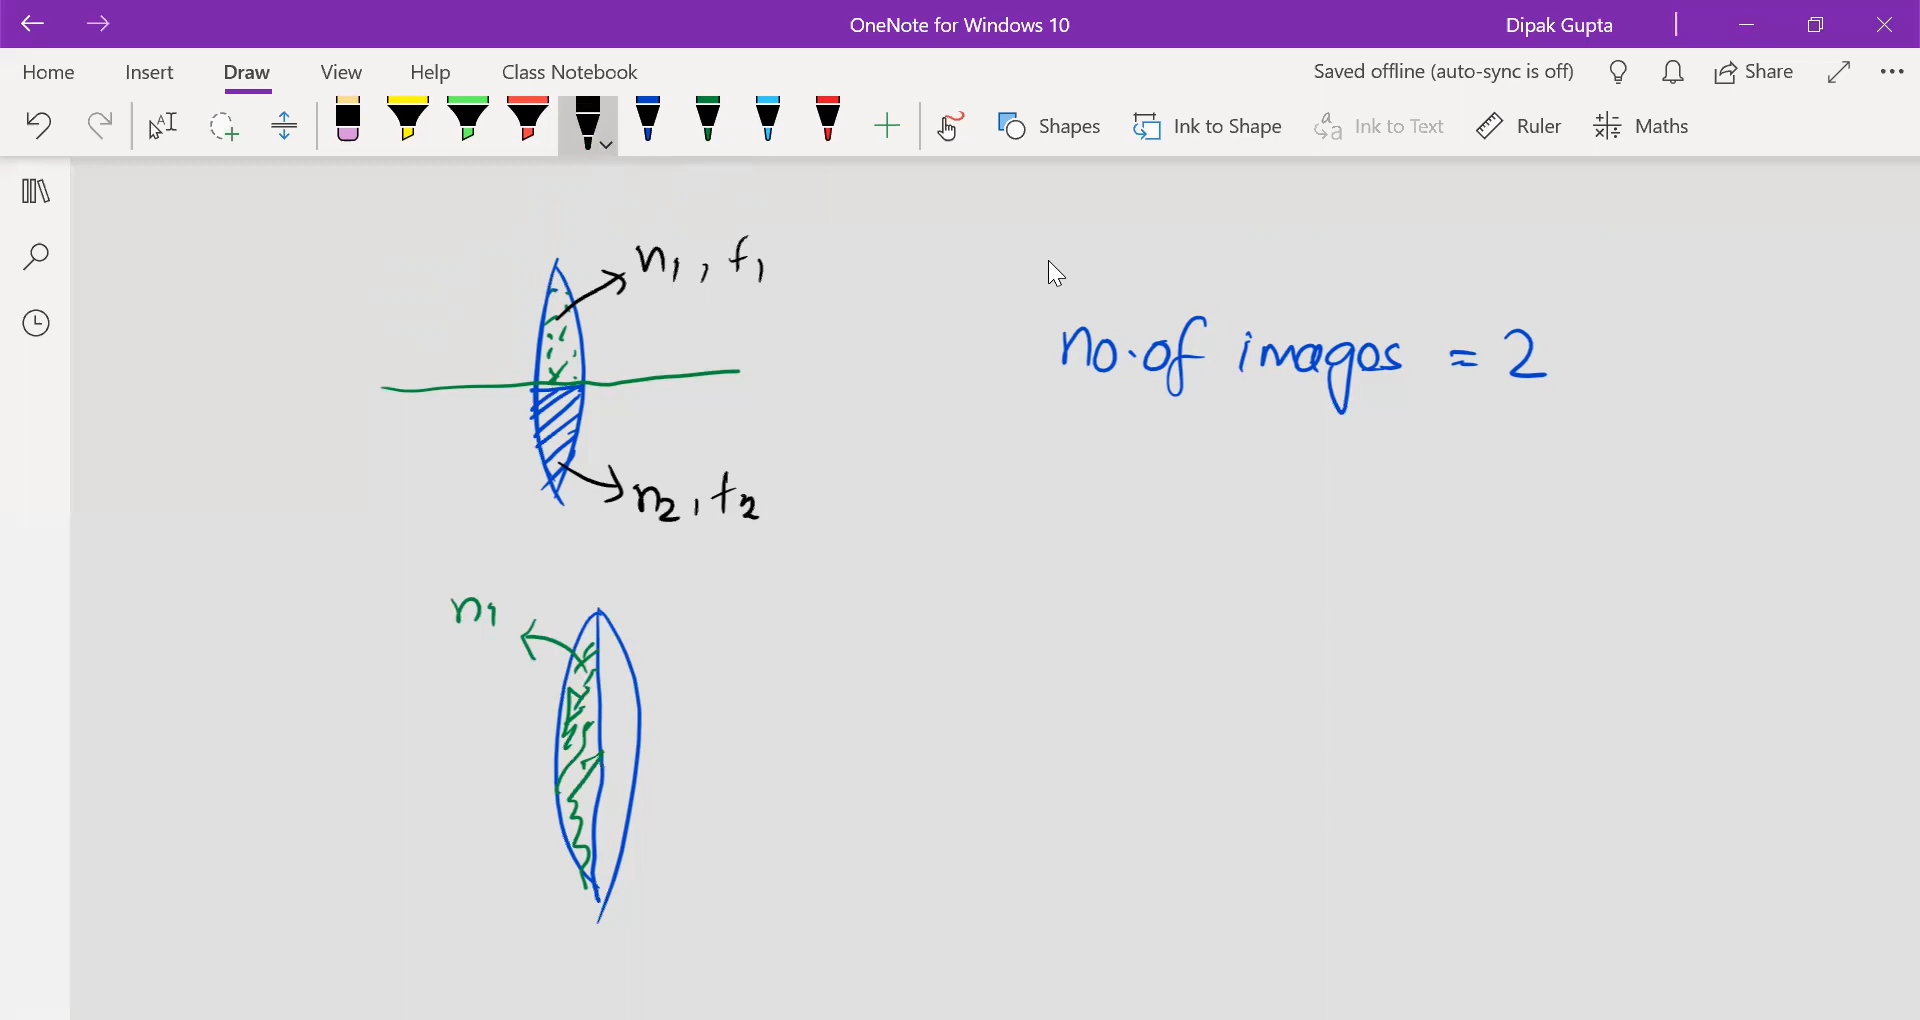 OneNote for Windows 10
Dipak Gupta
Home Insert Draw View Help Class Notebook
Saved offline (auto-sync is off) Share
Shapes Ink to Shape Ink to Text Ruler Maths
n1, f1
no. of images = 2
n2, f2
n1